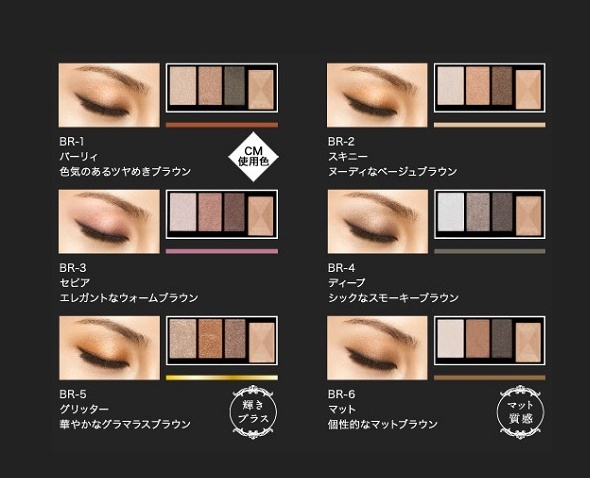 BR-1
パーリィ
色気のあるツヤめきブラウン
CM
使用色
BR-2
スキニー
ヌーディなベージュブラウン
BR-3
セピア
エレガントなウォームブラウン
BR-4
ディープ
シックなスモーキーブラウン
BR-5
グリッター
華やかなグラマラスブラウン
輝き
プラス
BR-6
マット
個性的なマットブラウン
マット
質感